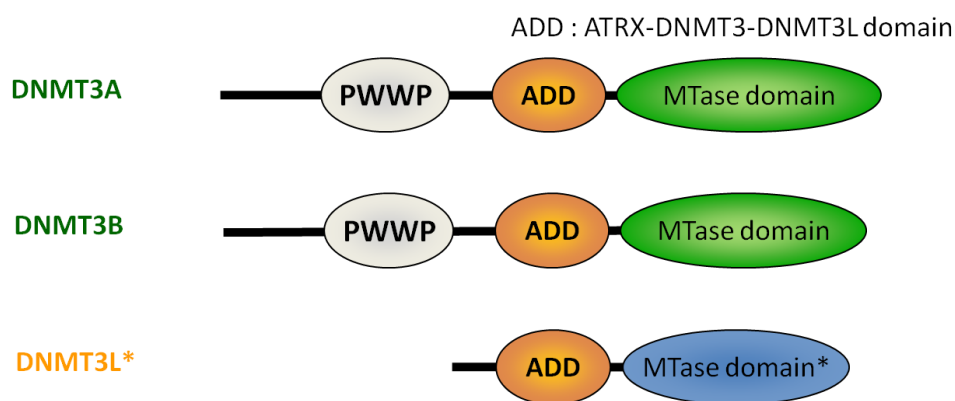 ADD : ATRX-DNMT3-DNMT3L domain
DNMT3A PWWP ADD MTase domain
DNMT3B PWWP ADD MTase domain
DNMT3L* ADD MTase domain*